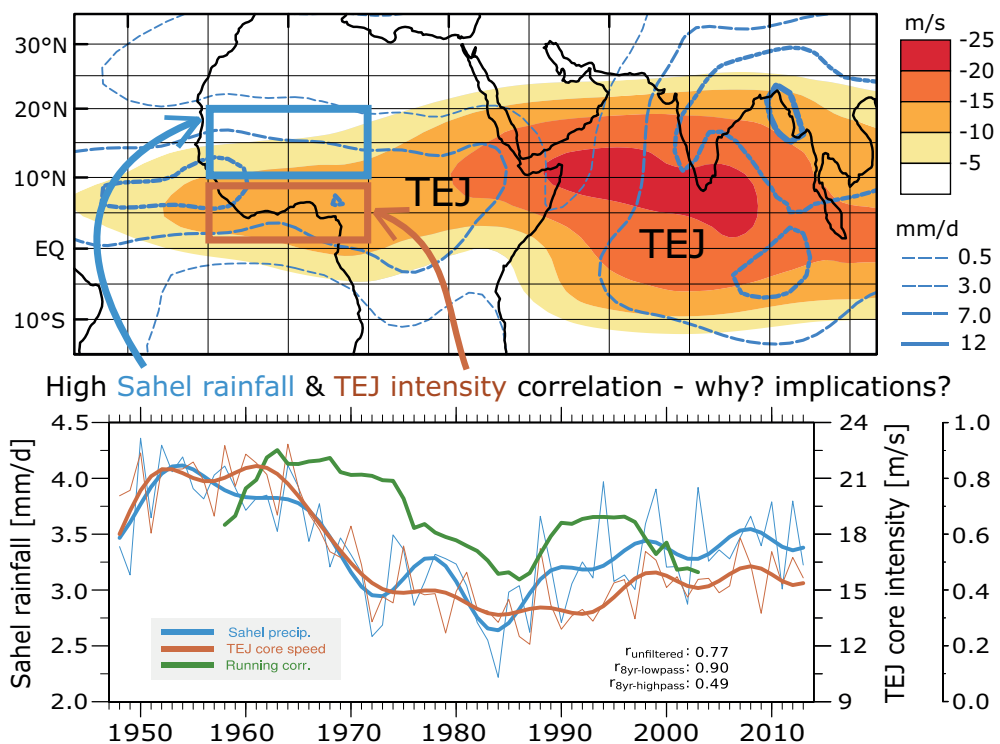 m/s
-25
-20
-15
-10
-5
30°N
20°N
10°N
EQ
10°S
TEJ
TEJ
mm/d
0.5
3.0
7.0
12
High Sahel rainfall & TEJ intensity correlation - why? implications?
Sahel rainfall [mm/d]
4.5
4.0
3.5
3.0
2.5
2.0
Sahel precip.
TEJ core speed
Running corr.
runfiltered: 0.77
r8yr-lowpass: 0.90
r8yr-highpass: 0.49
24
21
18
15
12
9
TEJ core intensity [m/s]
1.0
0.8
0.6
0.4
0.2
0.0
1950 1960 1970 1980 1990 2000 2010